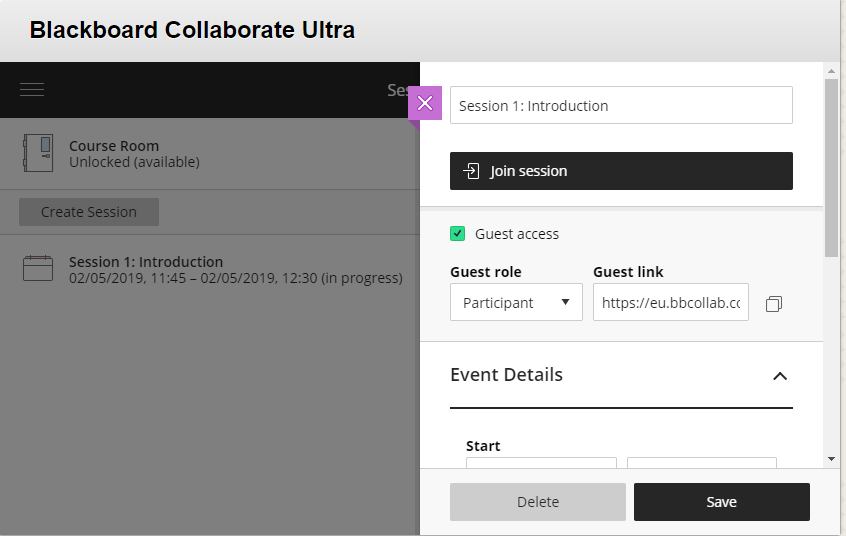 Blackboard Collaborate Ultra
Ses
Course Room
Unlocked (available)
Create Session
Session 1: Introduction
02/05/2019, 11:45 – 02/05/2019, 12:30 (in progress)
Session 1: Introduction
Join session
Guest access
Guest role
Guest link
Participant
https://eu.bbcollab.co
Event Details
Start
Delete
Save